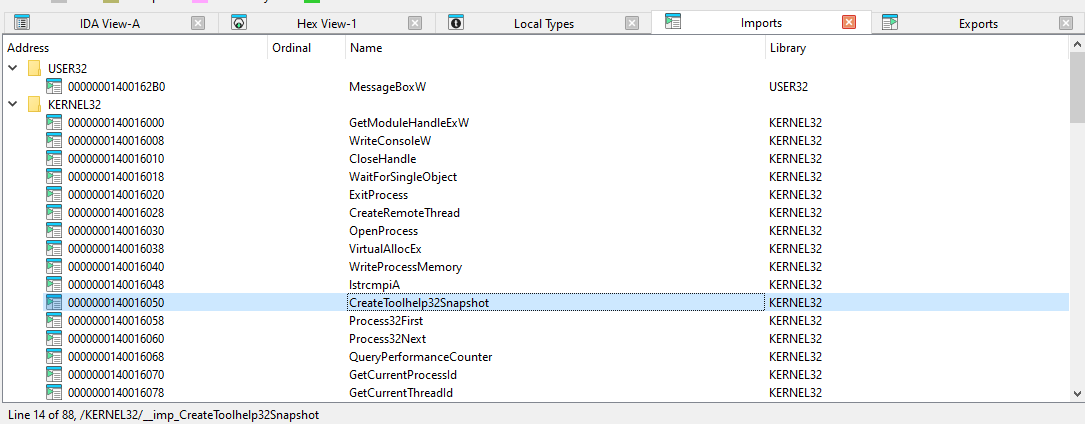 IDA View-A Hex View-1 Local Types Imports Exports
Address Ordinal Name Library
USER32
00000001400162B0 MessageBoxW USER32
KERNEL32
0000000140016000 GetModuleHandleExW KERNEL32
0000000140016008 WriteConsoleW KERNEL32
0000000140016010 CloseHandle KERNEL32
0000000140016018 WaitForSingleObject KERNEL32
0000000140016020 ExitProcess KERNEL32
0000000140016028 CreateRemoteThread KERNEL32
0000000140016030 OpenProcess KERNEL32
0000000140016038 VirtualAllocEx KERNEL32
0000000140016040 WriteProcessMemory KERNEL32
0000000140016048 lstrcmpiA KERNEL32
0000000140016050 CreateToolhelp32Snapshot KERNEL32
0000000140016058 Process32First KERNEL32
0000000140016060 Process32Next KERNEL32
0000000140016068 QueryPerformanceCounter KERNEL32
0000000140016070 GetCurrentProcessId KERNEL32
0000000140016078 GetCurrentThreadId KERNEL32
Line 14 of 88, /KERNEL32/__imp_CreateToolhelp32Snapshot